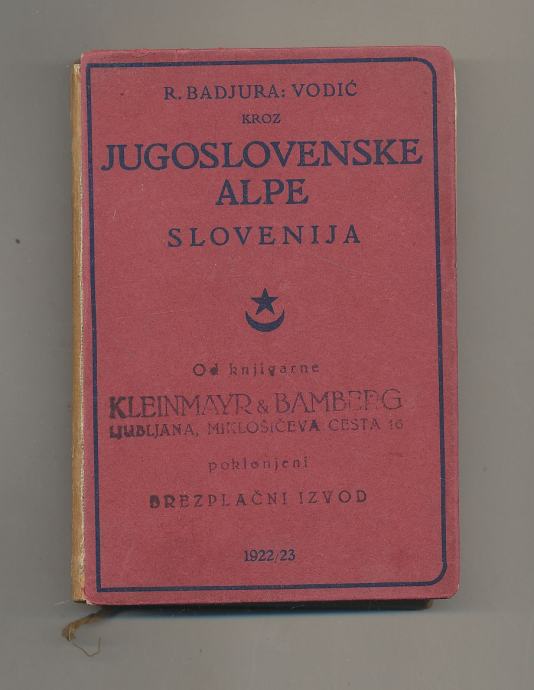 R. BADJURA: VODIĆ
KROZ
JUGOSLOVENSKE
ALPE
SLOVENIJA
Od knjigarne
KLEINMAYR & BAMBERG
LJUBLJANA, MIKLOŠIČEVA CESTA 16
poklonjeni
BREZPLAČNI IZVOD
1922/23